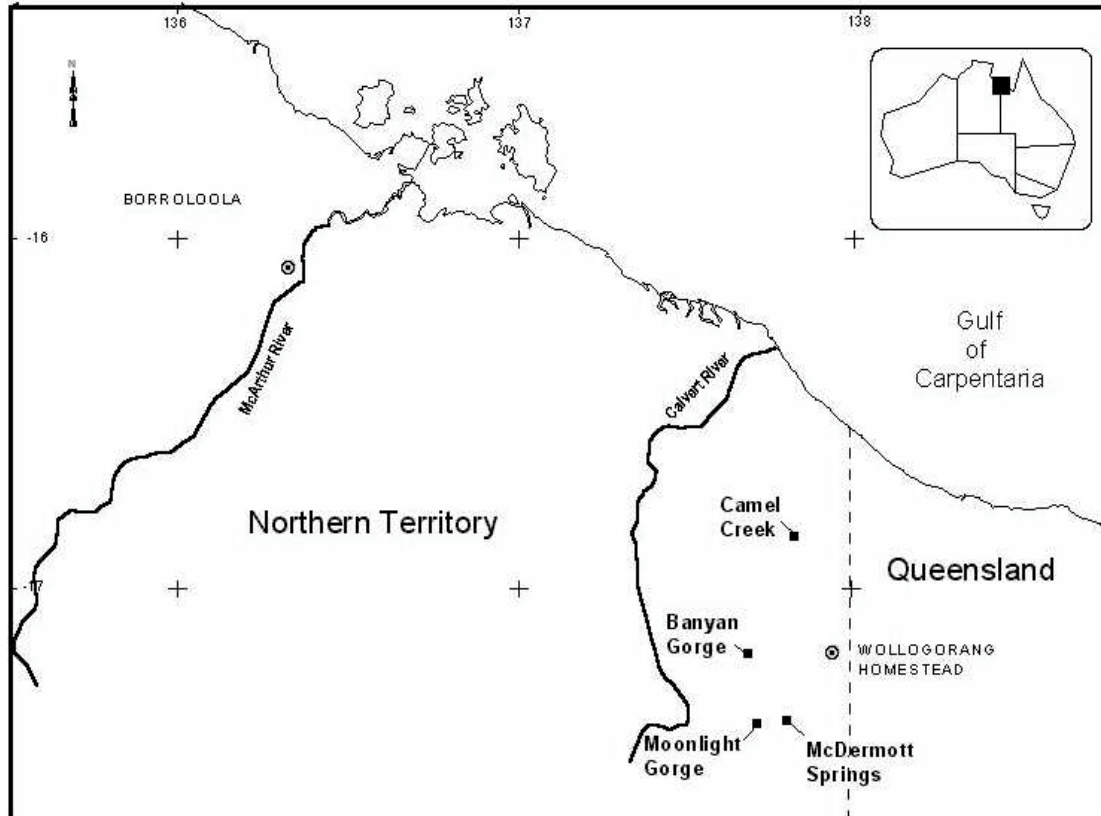 136
137
138
N
BORROLOOLA
-16
McArthur River
Gulf
of
Carpentaria
Calvert River
Northern Territory
Camel
Creek
Queensland
-17
Banyan
Gorge
WOLLOGORANG
HOMESTEAD
Moonlight
Gorge
McDermott
Springs